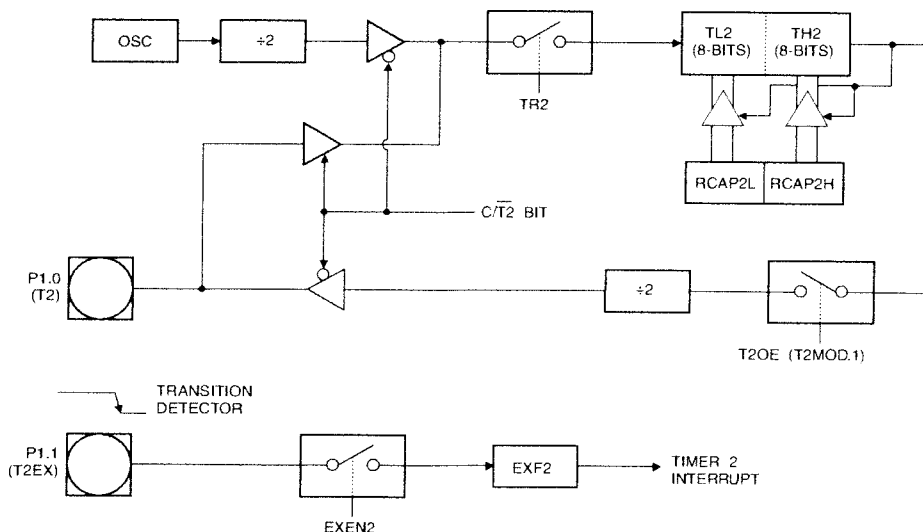 OSC
÷2
TR2
TL2
(8-BITS)
TH2
(8-BITS)
RCAP2L
RCAP2H
C/T̅2̅ BIT
P1.0
(T2)
÷2
T2OE (T2MOD.1)
TRANSITION
DETECTOR
P1.1
(T2EX)
EXEN2
EXF2
TIMER 2
INTERRUPT